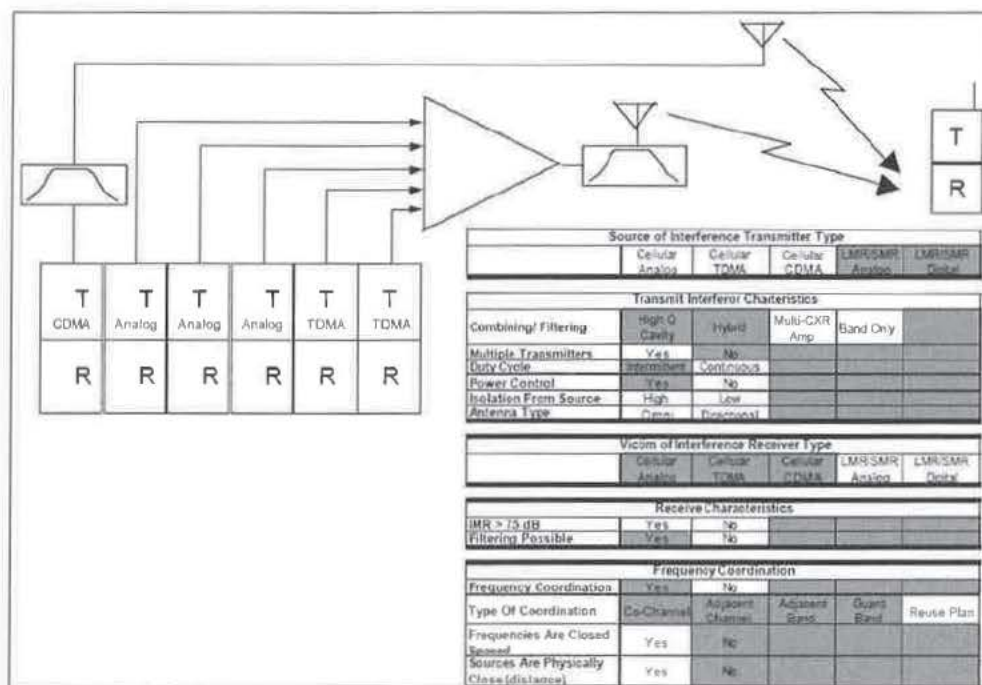 T
R
T T T T T T
CDMA Analog Analog Analog TDMA TDMA
R R R R R R
Source of Interference Transmitter Type
Cellular Analog Cellular TDMA Cellular CDMA LMR/SMR Analog LMR/SMR Digital
Transmit Interferor Charteristics
Combining/ Filtering High Q Cavity Hybrid Multi-CXR Amp Band Only
Multiple Transmitters Yes No
Duty Cycle Intermittent Continuous
Power Control Yes No
Isolation From Source High Low
Antenna Type Omni Directional
Victim of Interference Receiver Type
Cellular Analog Cellular TDMA Cellular CDMA LMR/SMR Analog LMR/SMR Digital
Receive Characteristics
IMR > 75 dB Yes No
Filtering Possible Yes No
Frequency Coordination
Frequency Coordination Yes No
Type Of Coordination Co-Channel Adjacent Channel Adjacent Band Guard Band Reuse Plan
Frequencies Are Closed Yes No
Spaced
Sources Are Physically Yes No
Close (distance)